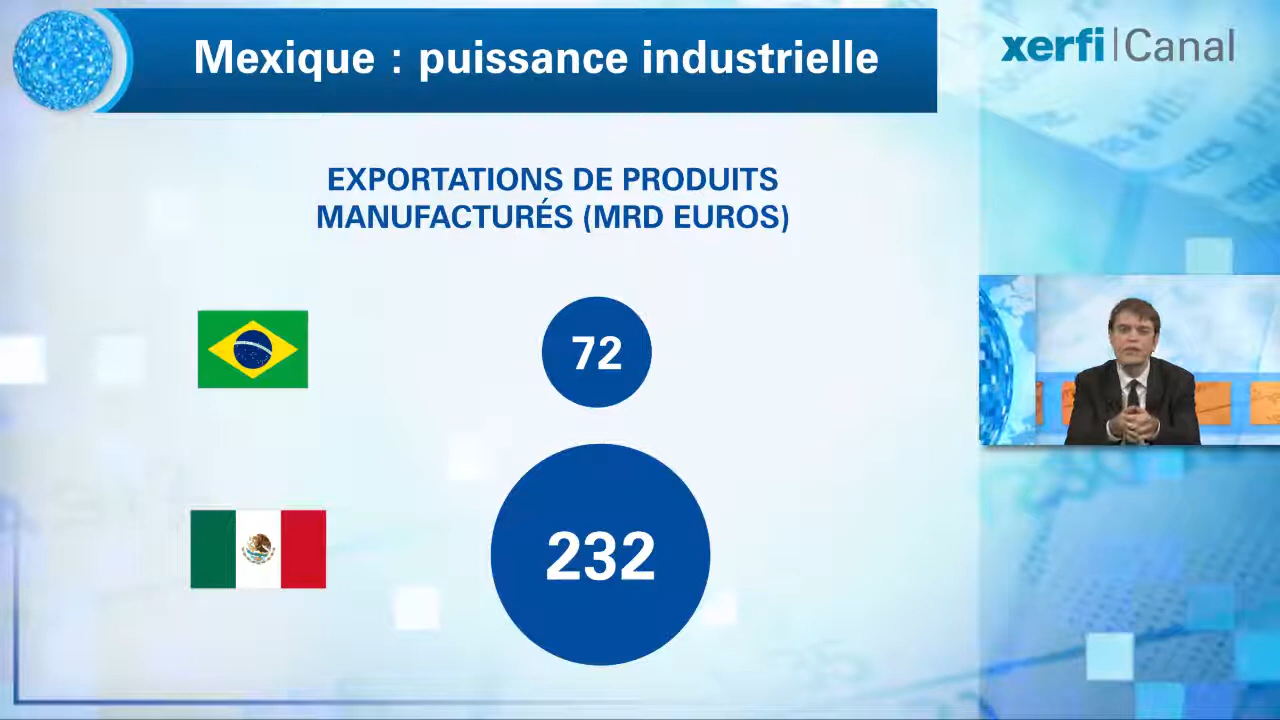 Mexique : puissance industrielle
xerfi|Canal
EXPORTATIONS DE PRODUITS
MANUFACTURÉS (MRD EUROS)
72
232